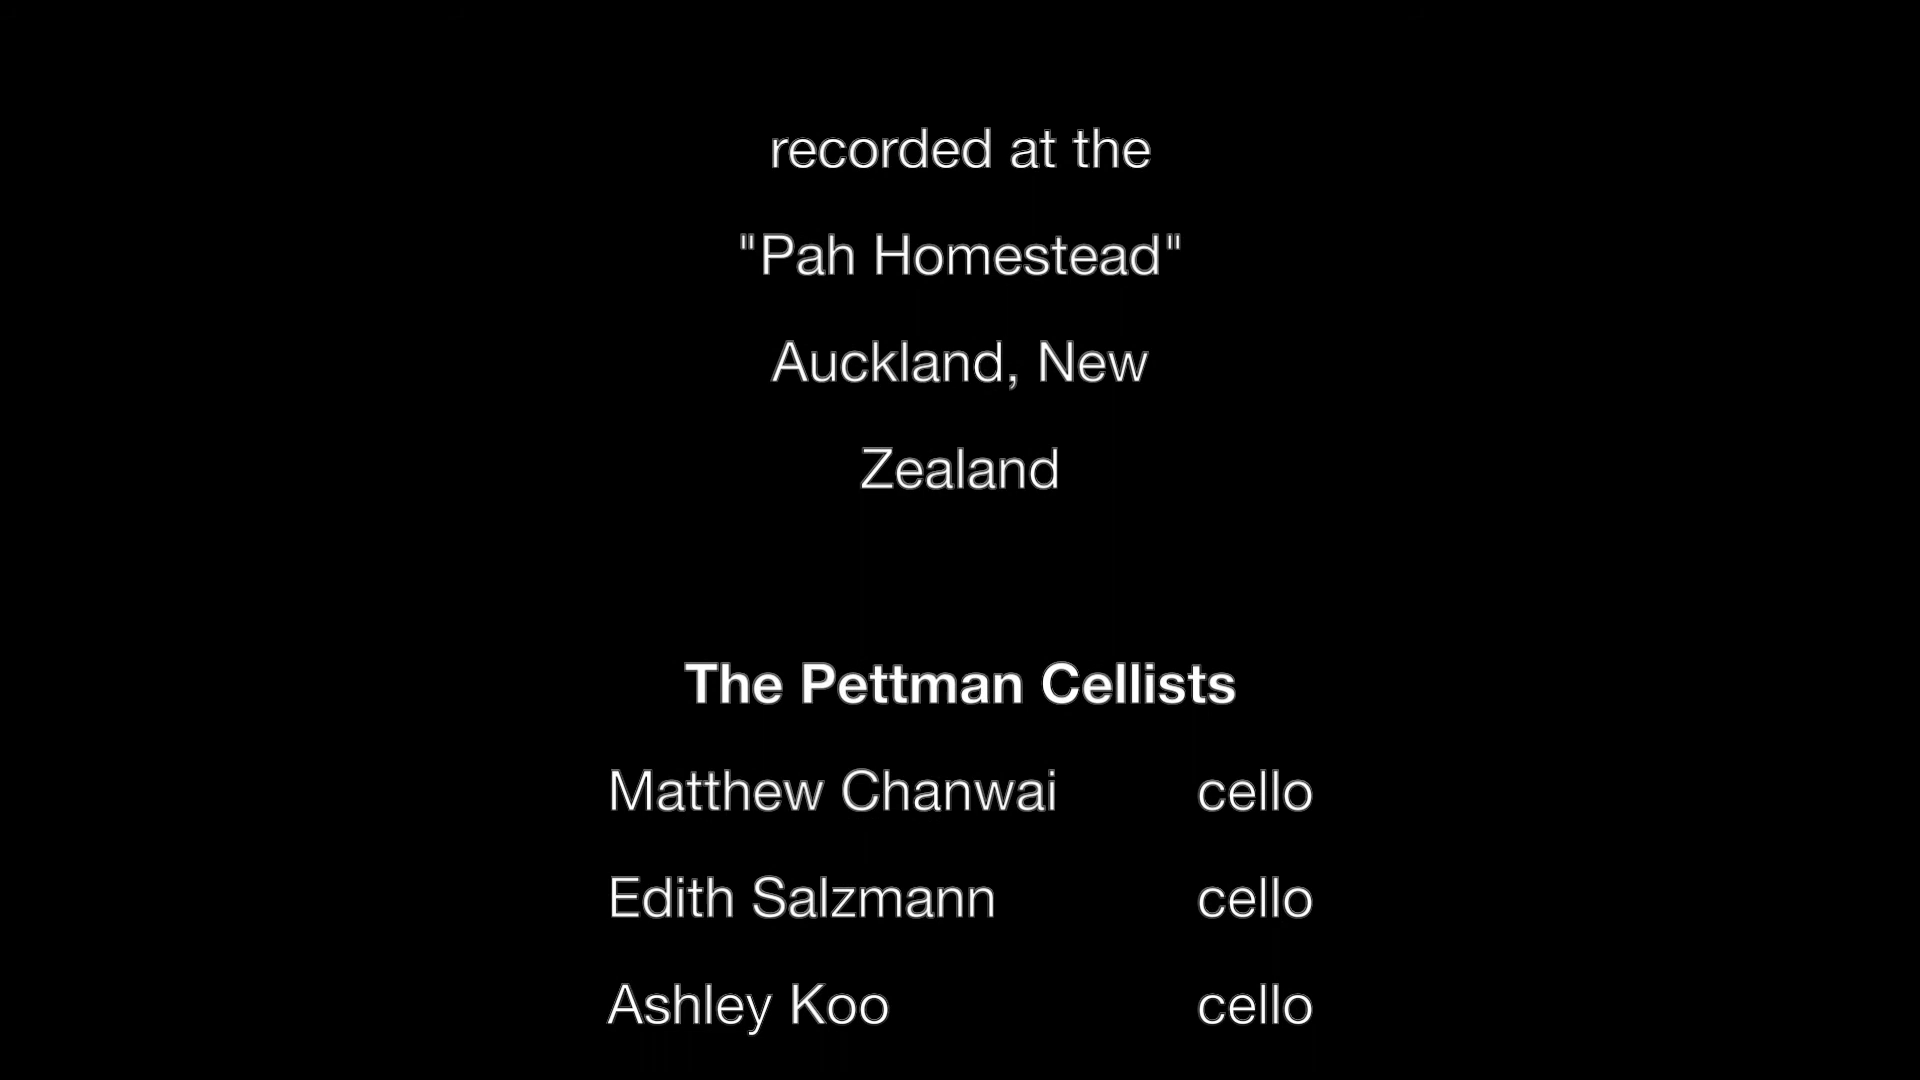 recorded at the
"Pah Homestead"
Auckland, New
Zealand
The Pettman Cellists
Matthew Chanwai cello
Edith Salzmann cello
Ashley Koo cello